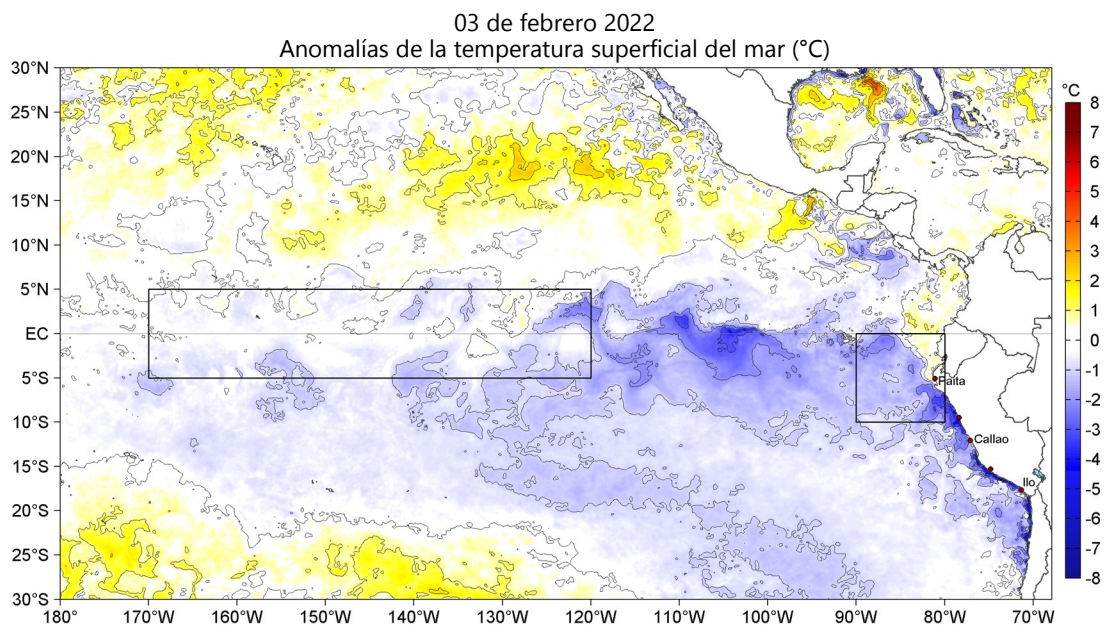 03 de febrero 2022
Anomalías de la temperatura superficial del mar (°C)
30°N
25°N
20°N
15°N
10°N
5°N
EC
5°S
10°S
15°S
20°S
25°S
30°S
180°W
170°W
160°W
150°W
140°W
130°W
120°W
110°W
100°W
90°W
80°W
70°W
Paita
Callao
Ilo
°C
8
7
6
5
4
3
2
1
0
-1
-2
-3
-4
-5
-6
-7
-8